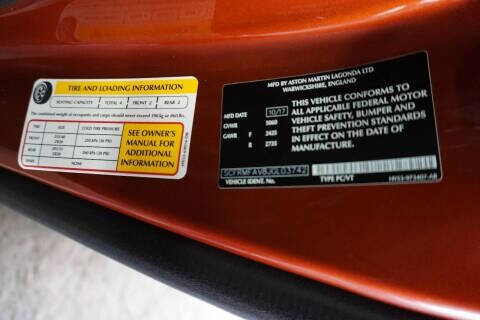 TIRE AND LOADING INFORMATION
SEATING CAPACITY TOTAL 4 FRONT 2 REAR 2
The combined weight of occupants and cargo should never exceed
TIRE SIZE COLD TIRE PRESSURE
FRONT
REAR
SEE OWNER'S
MANUAL FOR
ADDITIONAL
INFORMATION
MFD BY ASTON MARTIN LAGONDA LTD
WARWICKSHIRE, ENGLAND
MFD DATE 10/17
GVWR 5060
GAWR F 2425
R 2735
THIS VEHICLE CONFORMS TO
ALL APPLICABLE FEDERAL MOTOR
VEHICLE SAFETY, BUMPER AND
THEFT PREVENTION STANDARDS
IN EFFECT ON THE DATE OF
MANUFACTURE.
SCFRMFAV8JGL03742
VEHICLE IDENT. No. TYPE PC/VT